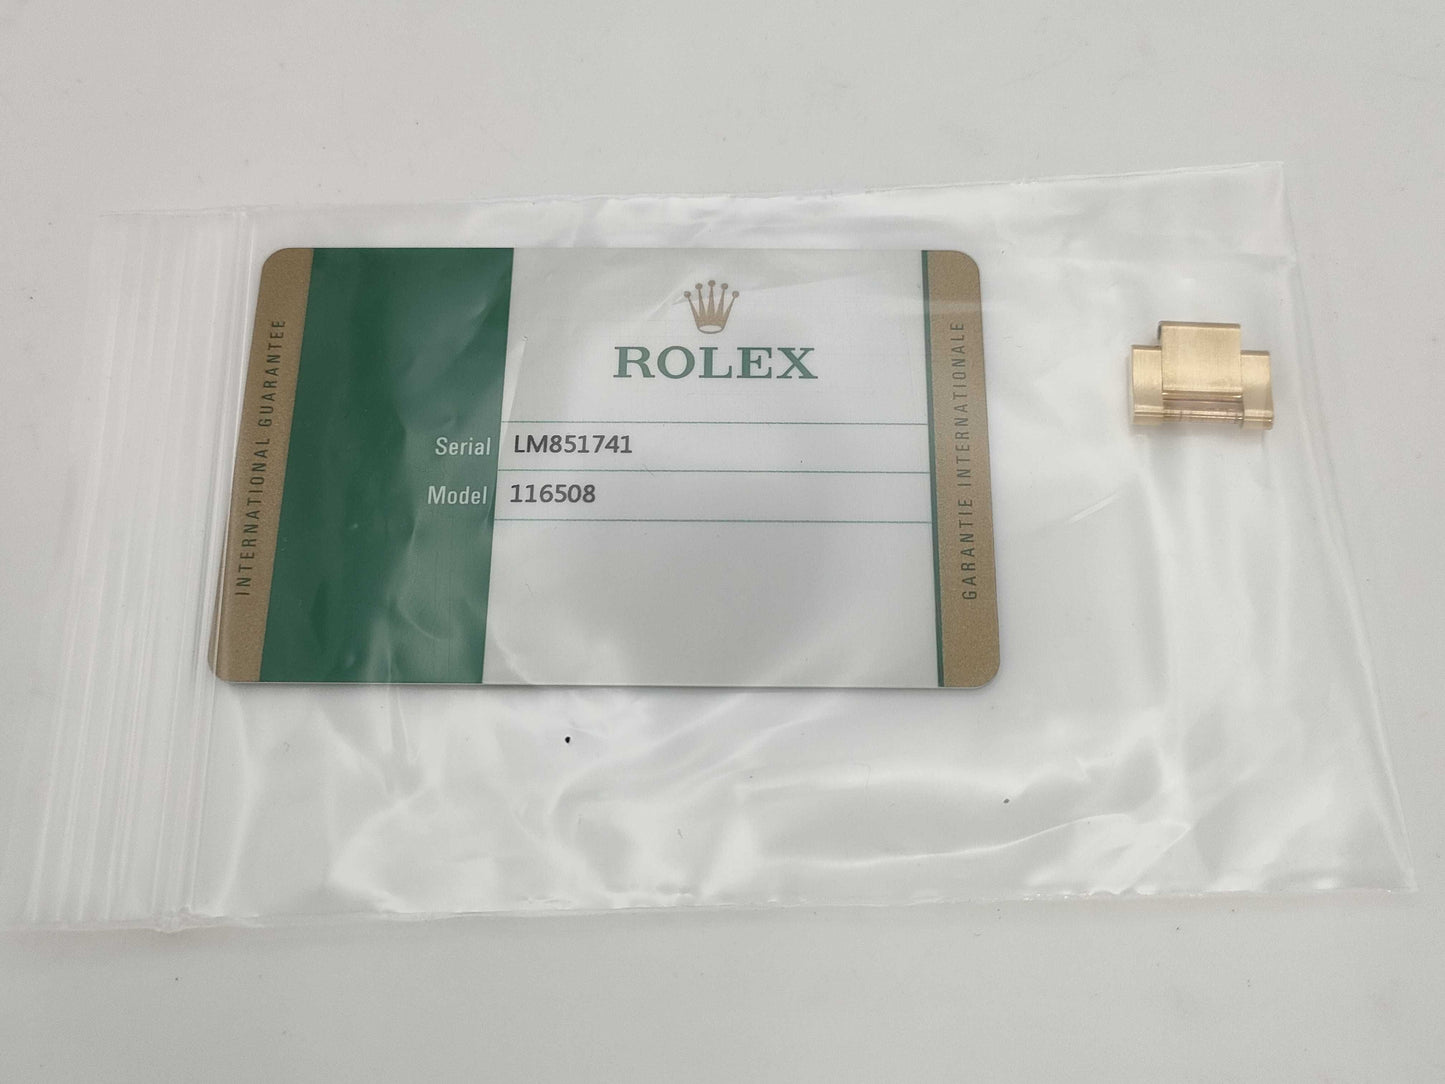 INTERNATIONAL GUARANTEE
ROLEX
Serial LM851741
Model 116508
GARANTIE INTERNATIONALE